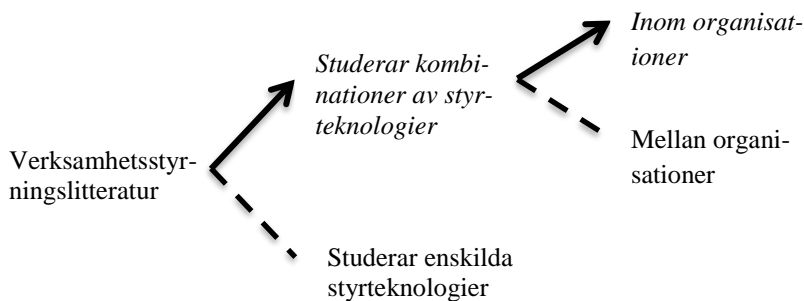 Inom organisat-
ioner
Studerar kombi-
nationer av styr-
teknologier
Mellan organi-
sationer
Verksamhetsstyr-
ningslitteratur
Studerar enskilda
styrteknologier